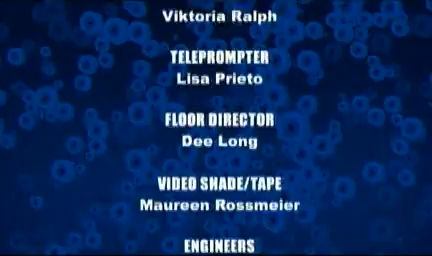 Viktoria Ralph
TELEPROMPTER
Lisa Prieto
FLOOR DIRECTOR
Dee Long
VIDEO SHADE/TAPE
Maureen Rossmeier
ENGINEERS